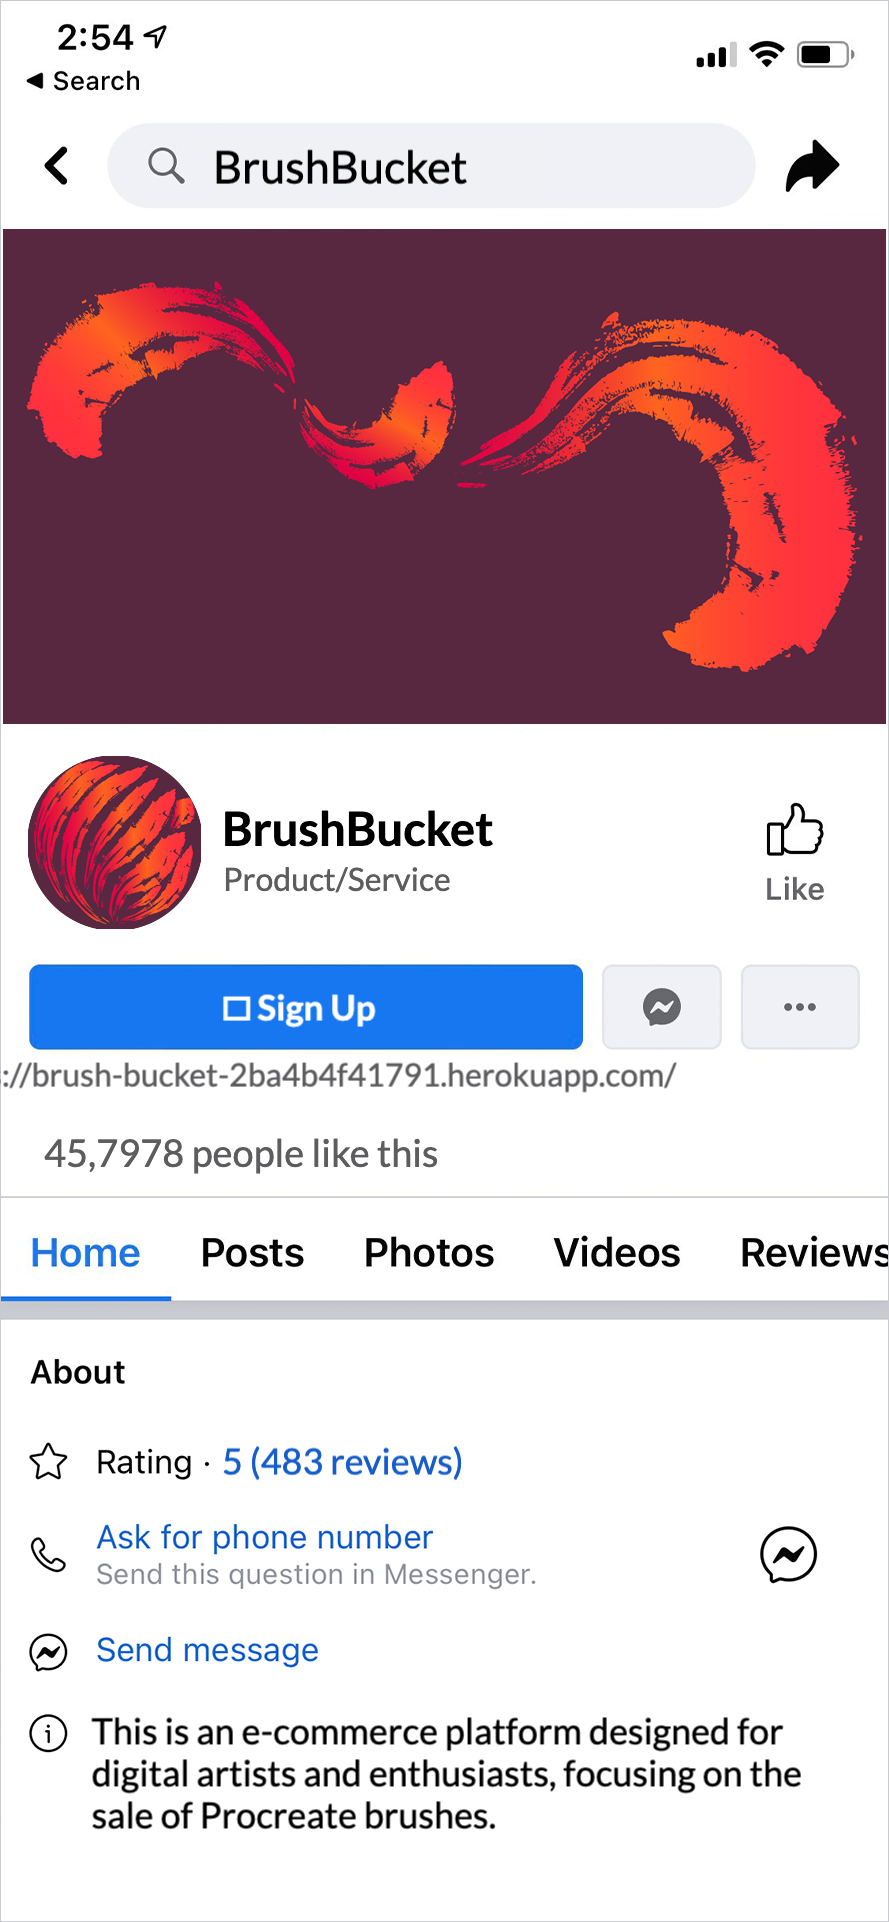 2:54
◀ Search
BrushBucket
BrushBucket
Product/Service
Like
Sign Up
://brush-bucket-2ba4b4f41791.herokuapp.com/
45,7978 people like this
Home Posts Photos Videos Reviews
About
Rating · 5 (483 reviews)
Ask for phone number
Send this question in Messenger.
Send message
This is an e-commerce platform designed for
digital artists and enthusiasts, focusing on the
sale of Procreate brushes.